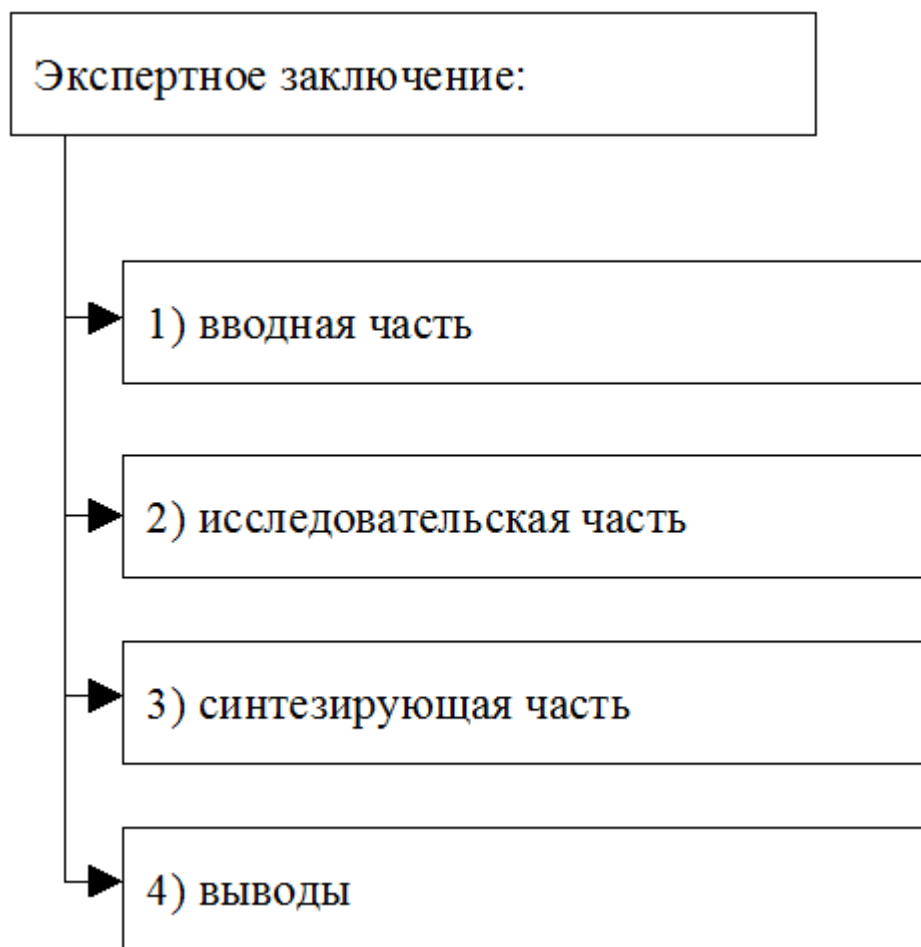 Экспертное заключение:
1) вводная часть
2) исследовательская часть
3) синтезирующая часть
4) выводы